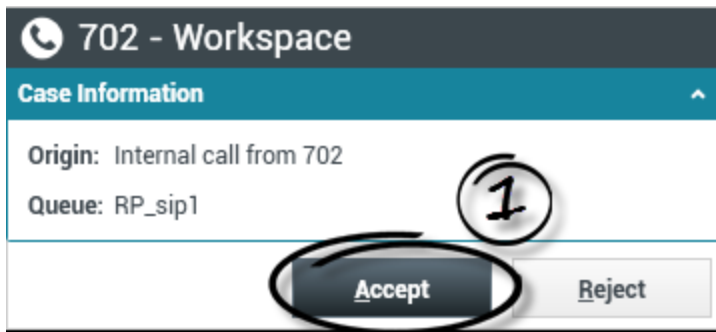 702 - Workspace
Case Information
Origin: Internal call from 702
Queue: RP_sip1
1
Accept
Reject